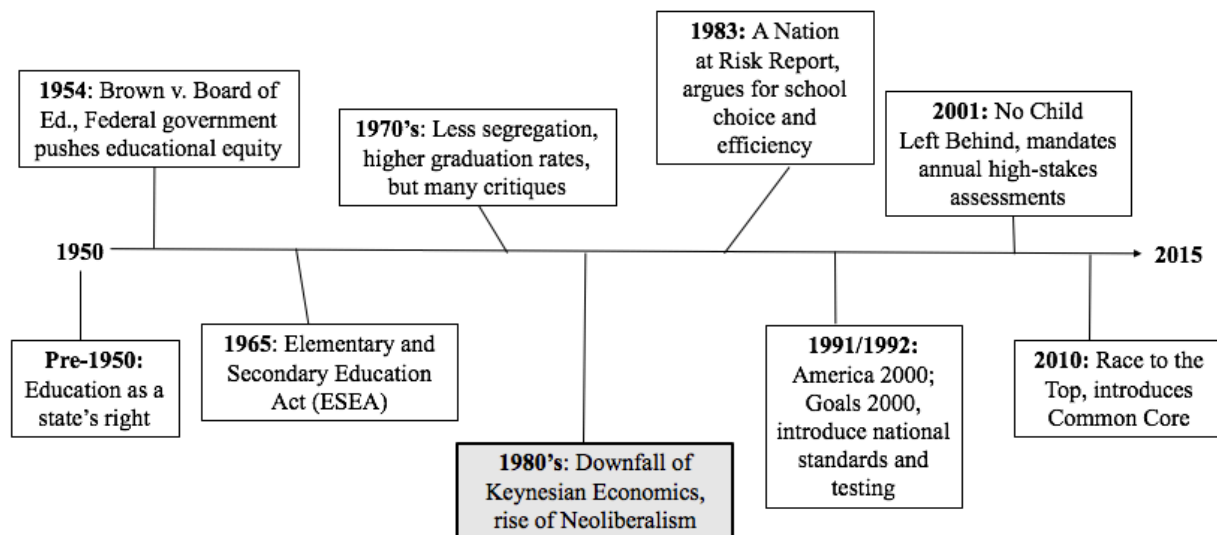 1954: Brown v. Board of
Ed., Federal government
pushes educational equity
1970's: Less segregation,
higher graduation rates,
but many critiques
1983: A Nation
at Risk Report,
argues for school
choice and
efficiency
2001: No Child
Left Behind, mandates
annual high-stakes
assessments
1950
2015
Pre-1950:
Education as a
state's right
1965: Elementary and
Secondary Education
Act (ESEA)
1980's: Downfall of
Keynesian Economics,
rise of Neoliberalism
1991/1992:
America 2000;
Goals 2000,
introduce national
standards and
testing
2010: Race to the
Top, introduces
Common Core